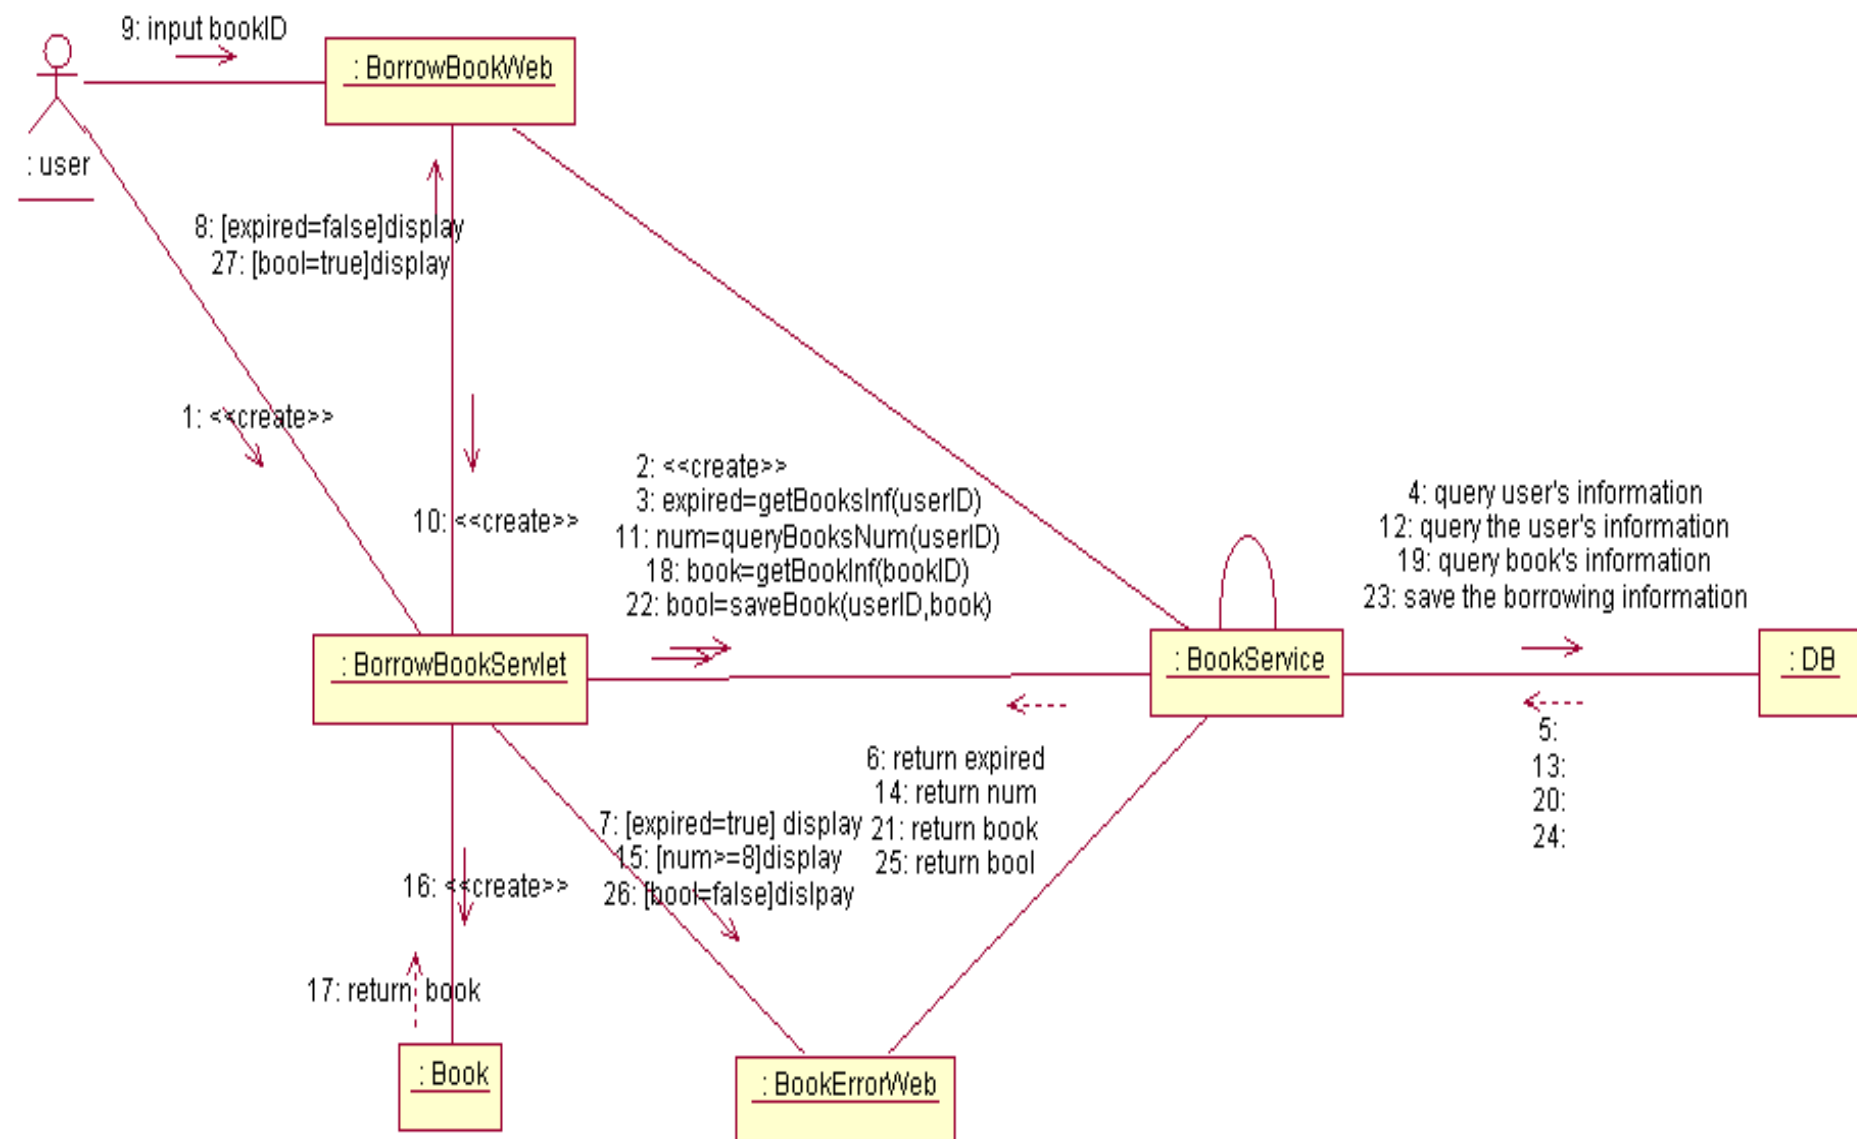 9: input bookID
: BorrowBookWeb
: user
8: [expired=false]display
27: [bool=true]display
1: <<create>>
10: <<create>>
2: <<create>>
3: expired=getBooksInf(userID)
11: num=queryBooksNum(userID)
18: book=getBookInf(bookID)
22: bool=saveBook(userID,book)
4: query user's information
12: query the user's information
19: query book's information
23: save the borrowing information
: BorrowBookServlet
: BookService
: DB
5:
13:
20:
24:
6: return expired
14: return num
21: return book
25: return bool
7: [expired=true] display
15: [num>=8]display
26: [bool=false]dislpay
16: <<create>>
17: return book
: Book
: BookErrorWeb